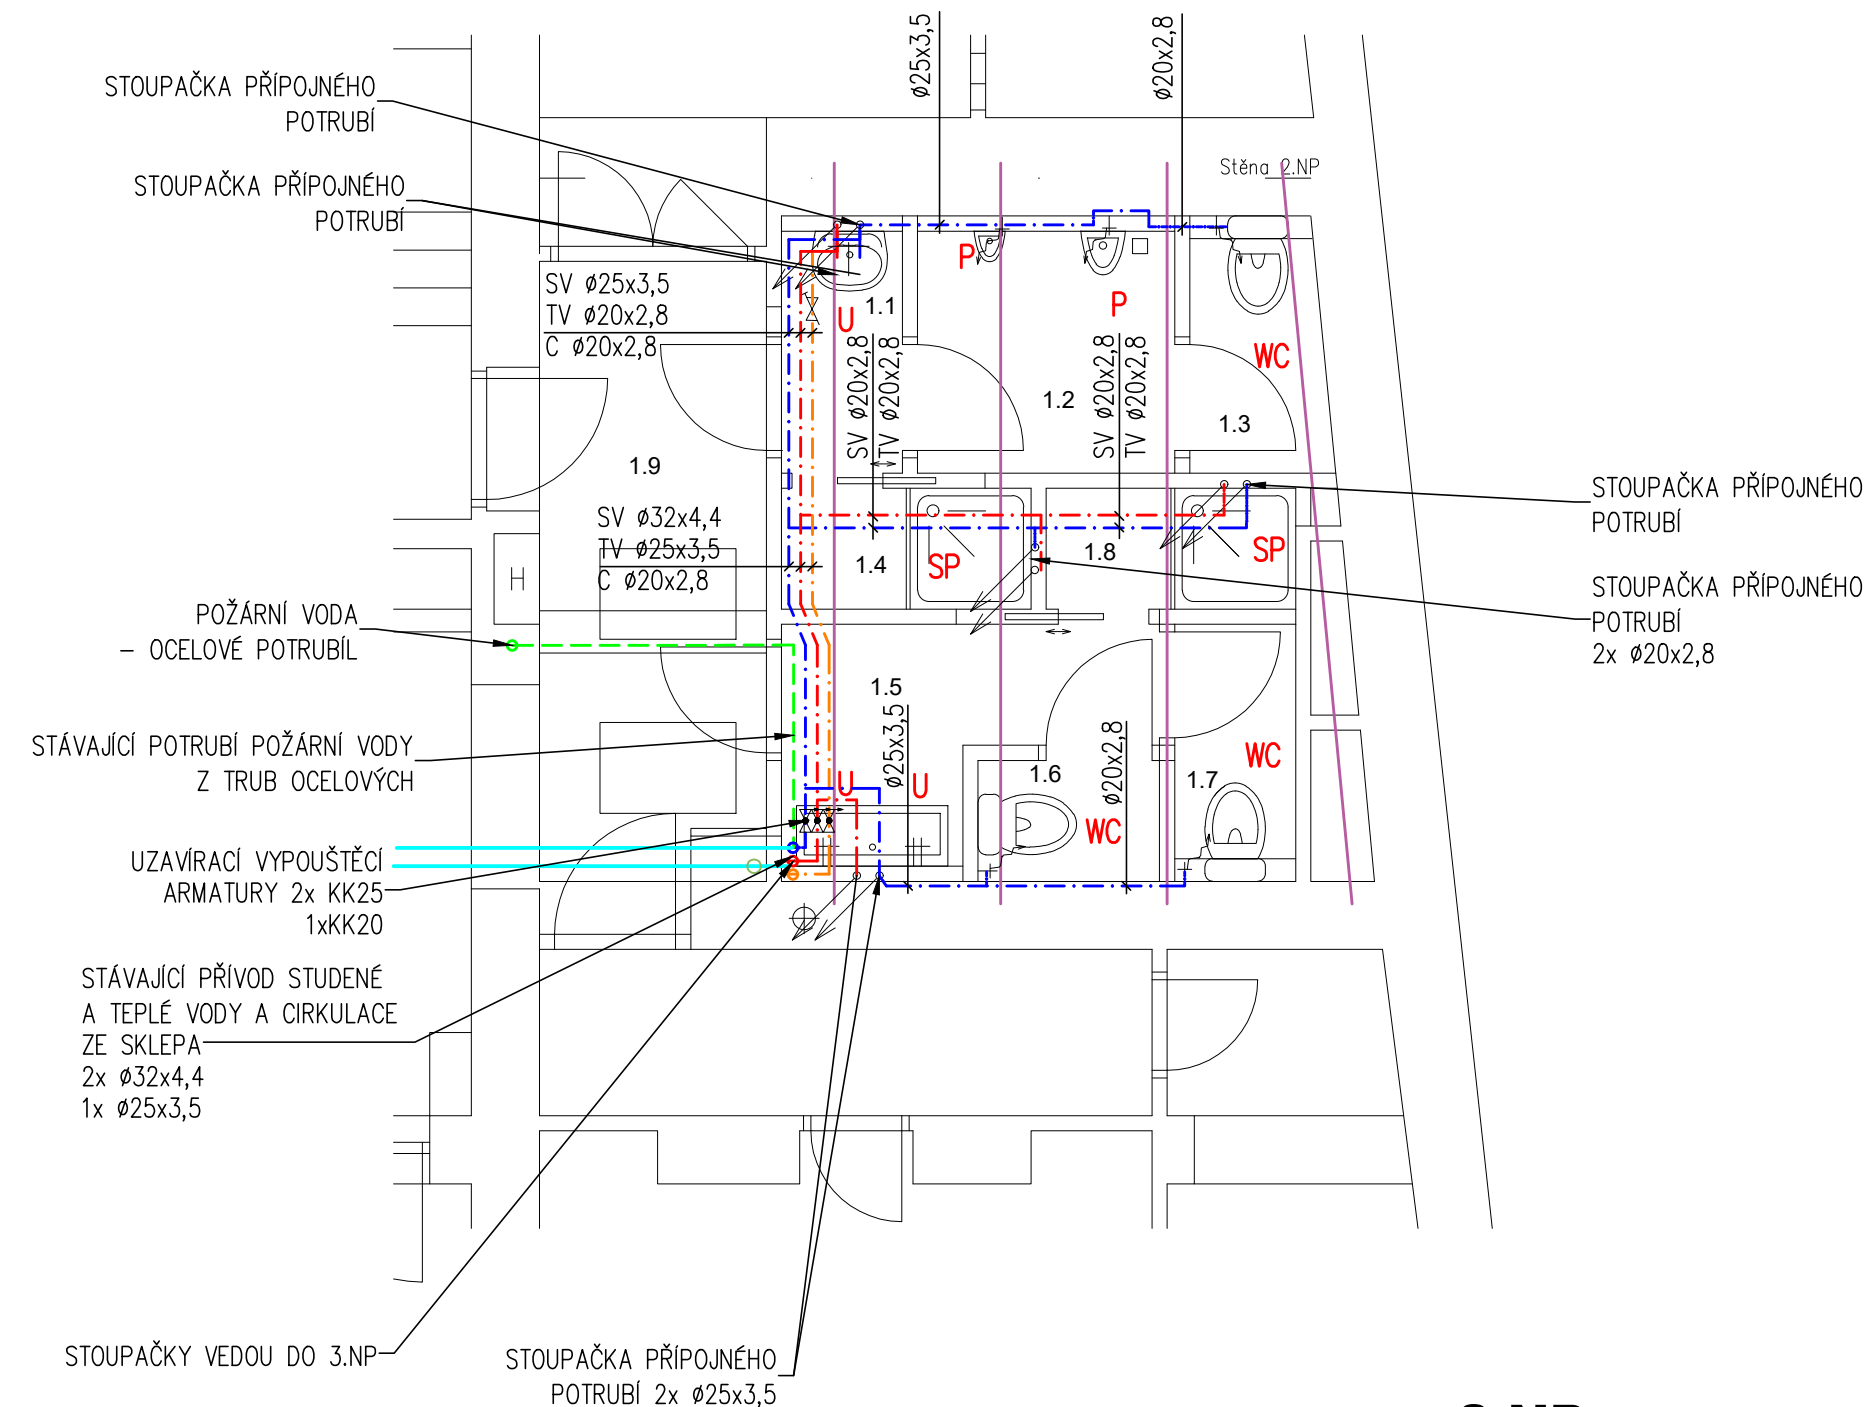 ø25x3,5
ø20x2,8
STOUPAČKA PŘÍPOJNÉHO
POTRUBÍ
STOUPAČKA PŘÍPOJNÉHO
POTRUBÍ
Stěna 2.NP
SV ø25x3,5
TV ø20x2,8
C ø20x2,8
U
1.1
P
P
WC
SV ø20x2,8
TV ø20x2,8
1.2
SV ø20x2,8
TV ø20x2,8
1.3
1.9
SV ø32x4,4
TV ø25x3,5
C ø20x2,8
H
1.4
SP
1.8
SP
STOUPAČKA PŘÍPOJNÉHO
POTRUBÍ
STOUPAČKA PŘÍPOJNÉHO
POTRUBÍ
2x ø20x2,8
POŽÁRNÍ VODA
– OCELOVÉ POTRUBÍL
STÁVAJÍCÍ POTRUBÍ POŽÁRNÍ VODY
Z TRUB OCELOVÝCH
1.5
ø25x3,5
U
U
1.6
WC
ø20x2,8
1.7
WC
UZAVÍRACÍ VYPOUŠTĚCÍ
ARMATURY 2x KK25
1xKK20
STÁVAJÍCÍ PŘÍVOD STUDENÉ
A TEPLÉ VODY A CIRKULACE
ZE SKLEPA
2x ø32x4,4
1x ø25x3,5
STOUPAČKY VEDOU DO 3.NP
STOUPAČKA PŘÍPOJNÉHO
POTRUBÍ 2x ø25x3,5